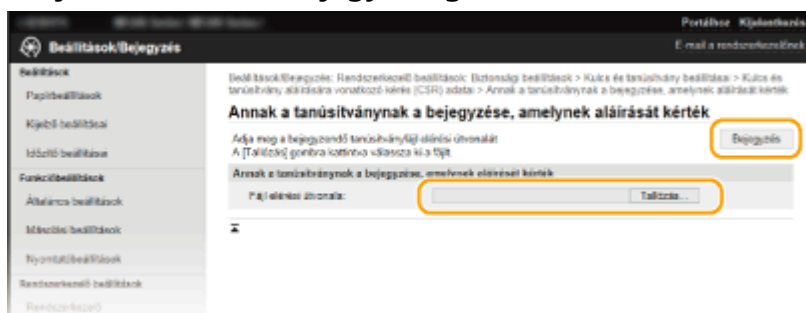 Portálhoz Kijelentkezés
Beállítások/Bejegyzés
E-mail a rendszerkezelőnek
Beállítások
Papírbeállítások
Kijelző beállításai
Időzítő beállításai
Funkcióbeállítások
Általános beállítások
Másolási beállítások
Nyomtatóbeállítások
Rendszerkezelő beállítások
Rendszerkezelő
Beállítások/Bejegyzés: Rendszerkezelő beállítások: Biztonsági beállítások > Kulcs és tanúsítvány beállításai > Kulcs és
tanúsítvány aláírására vonatkozó kérés (CSR) adatai > Annak a tanúsítványnak a bejegyzése, amelynek aláírását kérték
Annak a tanúsítványnak a bejegyzése, amelynek aláírását kérték
Adja meg a bejegyzendő tanúsítványfájl elérési útvonalát
A [Tallózás] gombra kattintva válassza ki a fájlt.
Bejegyzés
Annak a tanúsítványnak a bejegyzése, amelynek aláírását kérték
Fájl elérési útvonala:
Tallózás...